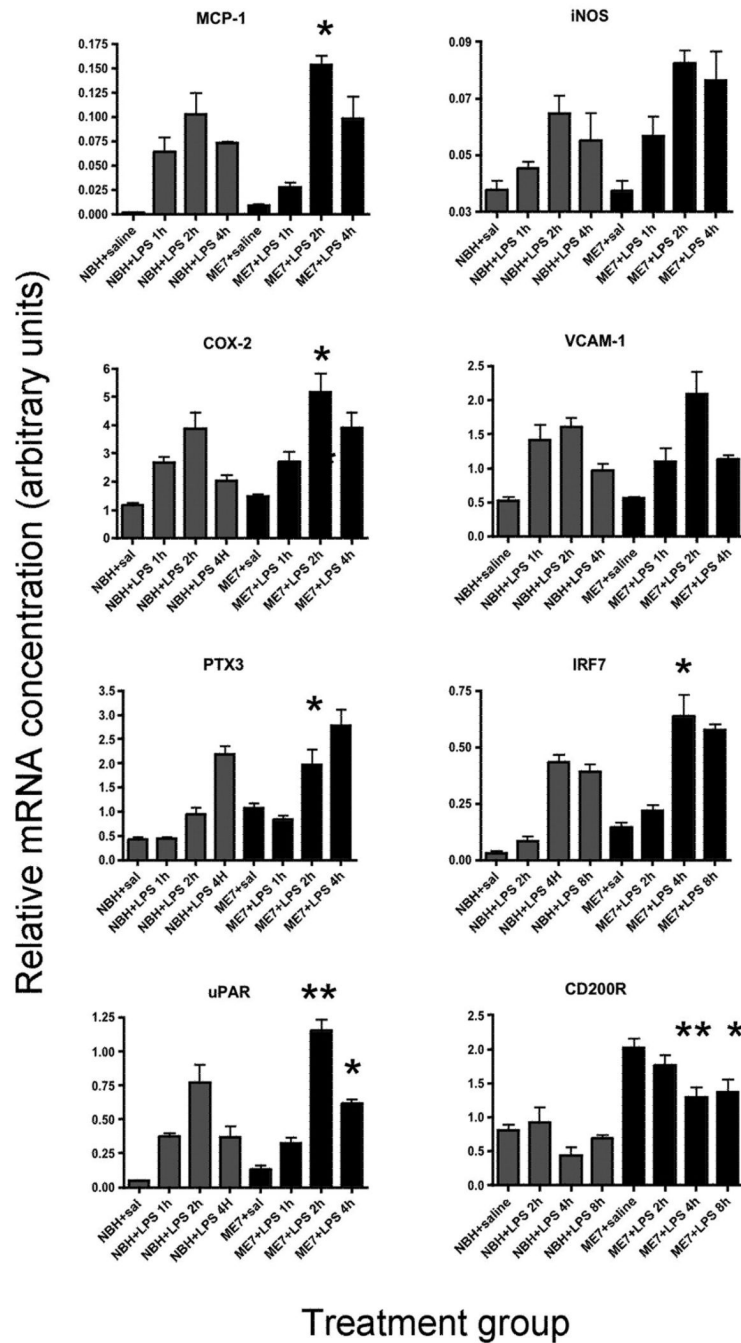 Relative mRNA concentration (arbitrary units)
MCP-1
*
0.175
0.150
0.125
0.100
0.075
0.050
0.025
0.000
NBH+saline
NBH+LPS 1h
NBH+LPS 2h
NBH+LPS 4h
ME7+saline
ME7+LPS 1h
ME7+LPS 2h
ME7+LPS 4h
iNOS
0.09
0.07
0.05
0.03
NBH+sal
NBH+LPS 1h
NBH+LPS 2h
NBH+LPS 4h
ME7+sal
ME7+LPS 1h
ME7+LPS 2h
ME7+LPS 4h
COX-2
*
6
5
4
3
2
1
0
NBH+sal
NBH+LPS 1h
NBH+LPS 2h
NBH+LPS 4H
ME7+sal
ME7+LPS 1h
ME7+LPS 2h
ME7+LPS 4h
VCAM-1
2.5
2.0
1.5
1.0
0.5
0.0
NBH+saline
NBH+LPS 1h
NBH+LPS 2h
NBH+LPS 4h
ME7+saline
ME7+LPS 1h
ME7+LPS 2h
ME7+LPS 4h
PTX3
*
3.5
3.0
2.5
2.0
1.5
1.0
0.5
0.0
NBH+sal
NBH+LPS 1h
NBH+LPS 2h
NBH+LPS 4H
ME7+sal
ME7+LPS 1h
ME7+LPS 2h
ME7+LPS 4h
IRF7
*
0.75
0.50
0.25
0.00
NBH+sal
NBH+LPS 2h
NBH+LPS 4H
NBH+LPS 8h
ME7+sal
ME7+LPS 2h
ME7+LPS 4h
ME7+LPS 8h
uPAR
**
*
1.25
1.00
0.75
0.50
0.25
0.00
NBH+sal
NBH+LPS 1h
NBH+LPS 2h
NBH+LPS 4H
ME7+sal
ME7+LPS 1h
ME7+LPS 2h
ME7+LPS 4h
CD200R
** *
2.5
2.0
1.5
1.0
0.5
0.0
NBH+saline
NBH+LPS 2h
NBH+LPS 4h
NBH+LPS 8h
ME7+saline
ME7+LPS 2h
ME7+LPS 4h
ME7+LPS 8h
Treatment group